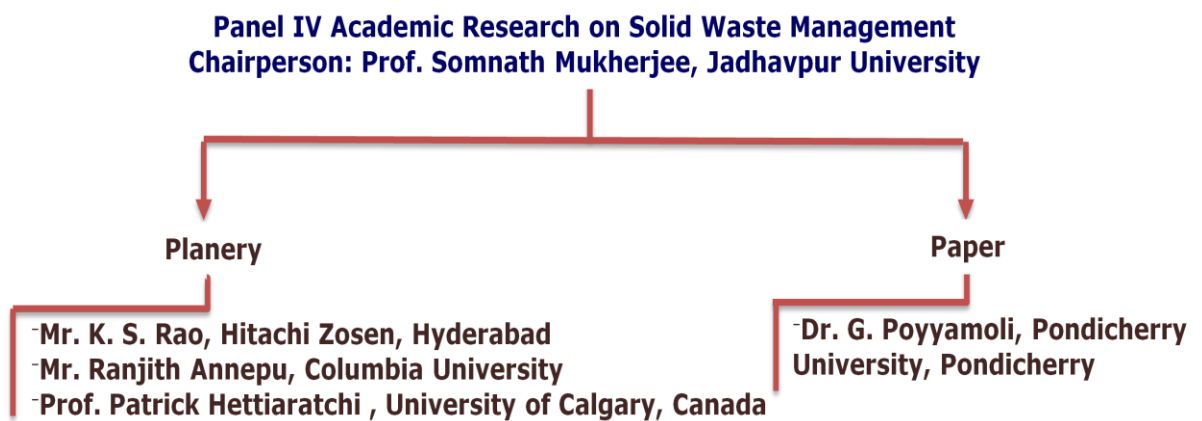 Panel IV Academic Research on Solid Waste Management
Chairperson: Prof. Somnath Mukherjee, Jadhavpur University
Planery
Paper
-Mr. K. S. Rao, Hitachi Zosen, Hyderabad
-Mr. Ranjith Annepu, Columbia University
-Prof. Patrick Hettiaratchi , University of Calgary, Canada
-Dr. G. Poyyamoli, Pondicherry
University, Pondicherry